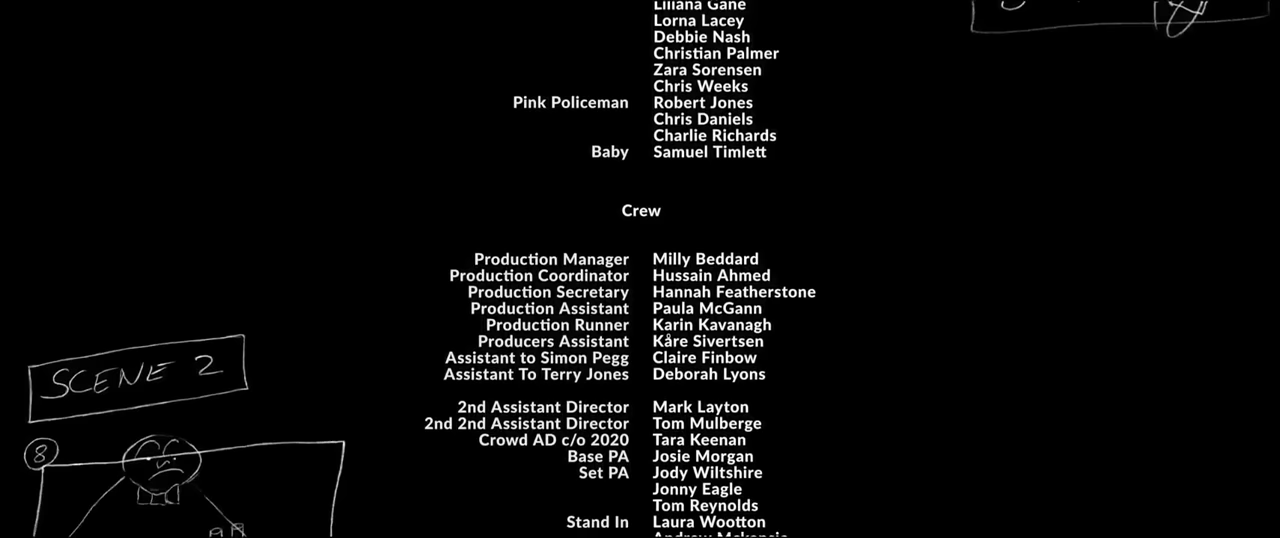 Liliana Gane
Lorna Lacey
Debbie Nash
Christian Palmer
Zara Sorensen
Chris Weeks
Pink Policeman Robert Jones
Chris Daniels
Charlie Richards
Baby Samuel Timlett
Crew
Production Manager Milly Beddard
Production Coordinator Hussain Ahmed
Production Secretary Hannah Featherstone
Production Assistant Paula McGann
Production Runner Karin Kavanagh
Producers Assistant Kåre Sivertsen
Assistant to Simon Pegg Claire Finbow
Assistant To Terry Jones Deborah Lyons
SCENE 2
2nd Assistant Director Mark Layton
2nd 2nd Assistant Director Tom Mulberge
Crowd AD c/o 2020 Tara Keenan
8
Base PA Josie Morgan
Set PA Jody Wiltshire
Jonny Eagle
Tom Reynolds
Stand In Laura Wootton